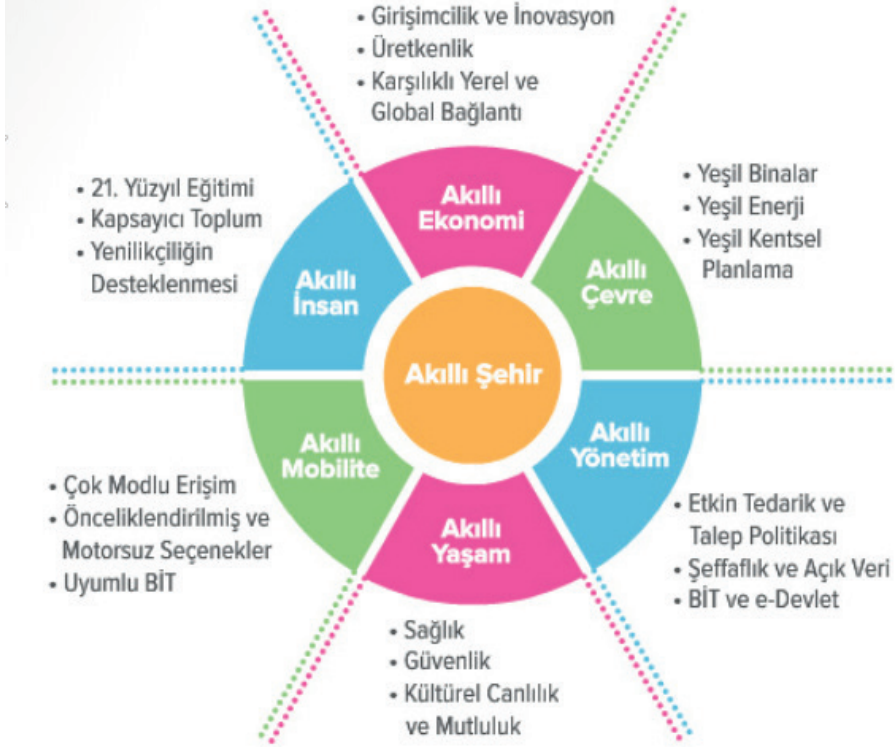 • Girişimcilik ve İnovasyon
• Üretkenlik
• Karşılıklı Yerel ve
Global Bağlantı
Akıllı
Ekonomi
• Yeşil Binalar
• Yeşil Enerji
• Yeşil Kentsel
Planlama
Akıllı
Çevre
• 21. Yüzyıl Eğitimi
• Kapsayıcı Toplum
• Yenilikçiliğin
Desteklenmesi
Akıllı
İnsan
Akıllı Şehir
Akıllı
Mobilite
• Çok Modlu Erişim
• Önceliklendirilmiş ve
Motorsuz Seçenekler
• Uyumlu BİT
Akıllı
Yaşam
• Sağlık
• Güvenlik
• Kültürel Canlılık
ve Mutluluk
Akıllı
Yönetim
• Etkin Tedarik ve
Talep Politikası
• Şeffaflık ve Açık Veri
• BİT ve e-Devlet